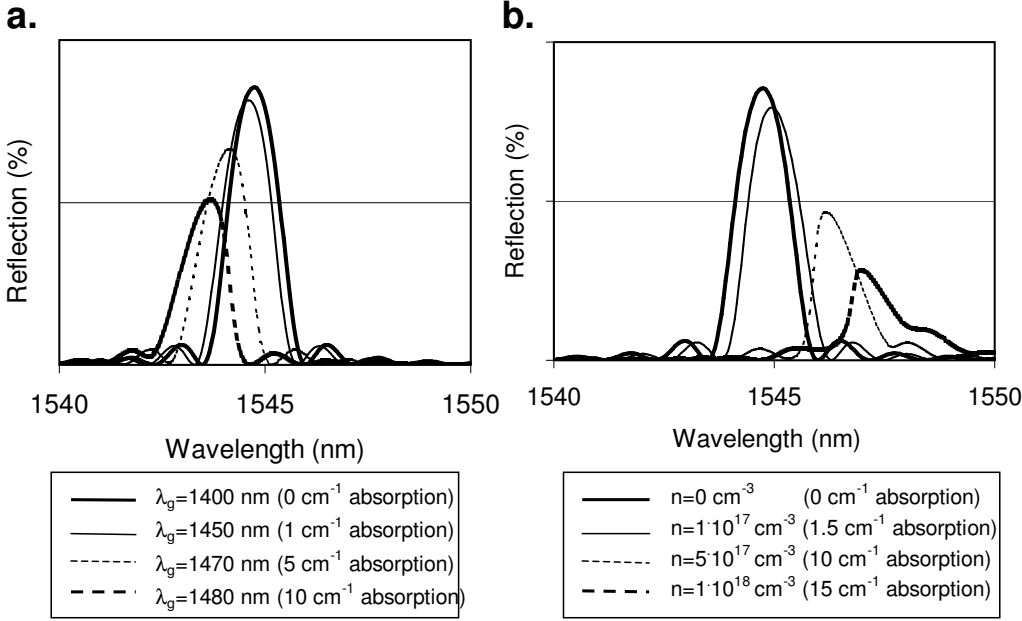 a.
Reflection (%)
1540
1545
1550
Wavelength (nm)
λg=1400 nm (0 cm-1 absorption)
λg=1450 nm (1 cm-1 absorption)
λg=1470 nm (5 cm-1 absorption)
λg=1480 nm (10 cm-1 absorption)
b.
Reflection (%)
1540
1545
1550
Wavelength (nm)
n=0 cm-3 (0 cm-1 absorption)
n=1·10^17 cm-3 (1.5 cm-1 absorption)
n=5·10^17 cm-3 (10 cm-1 absorption)
n=1·10^18 cm-3 (15 cm-1 absorption)